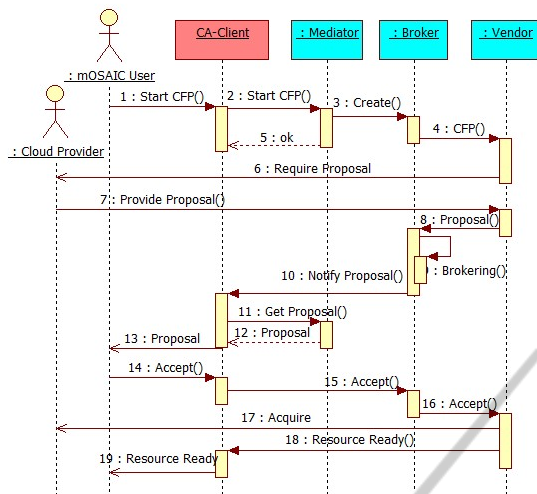 CA-Client
: Mediator
: Broker
: Vendor
: mOSAIC User
: Cloud Provider
1 : Start CFP()
2 : Start CFP()
3 : Create()
4 : CFP()
5 : ok
6 : Require Proposal
7 : Provide Proposal()
8 : Proposal()
: Brokering()
10 : Notify Proposal()
11 : Get Proposal()
12 : Proposal
13 : Proposal
14 : Accept()
15 : Accept()
16 : Accept()
17 : Acquire
18 : Resource Ready()
19 : Resource Ready